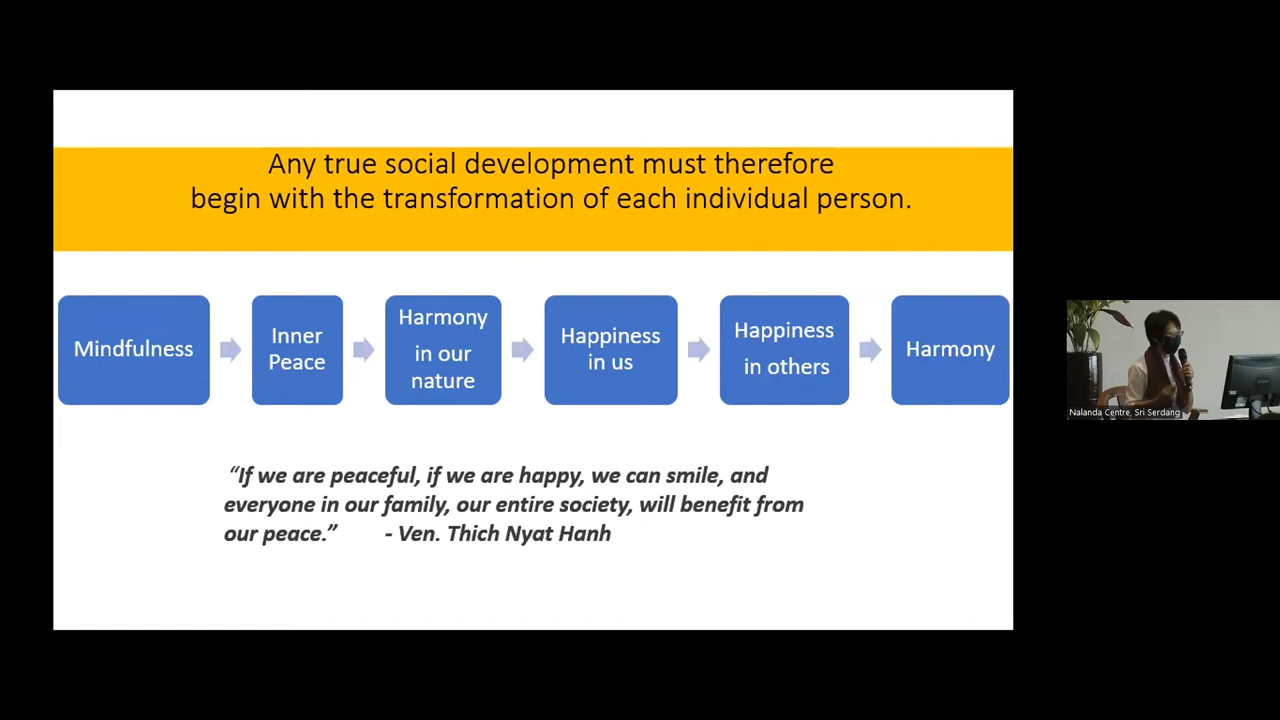 Any true social development must therefore
begin with the transformation of each individual person.
Mindfulness
Inner
Peace
Harmony
in our
nature
Happiness
in us
Happiness
in others
Harmony
“If we are peaceful, if we are happy, we can smile, and
everyone in our family, our entire society, will benefit from
our peace.” - Ven. Thich Nyat Hanh
Nalanda Centre, Sri Serdang